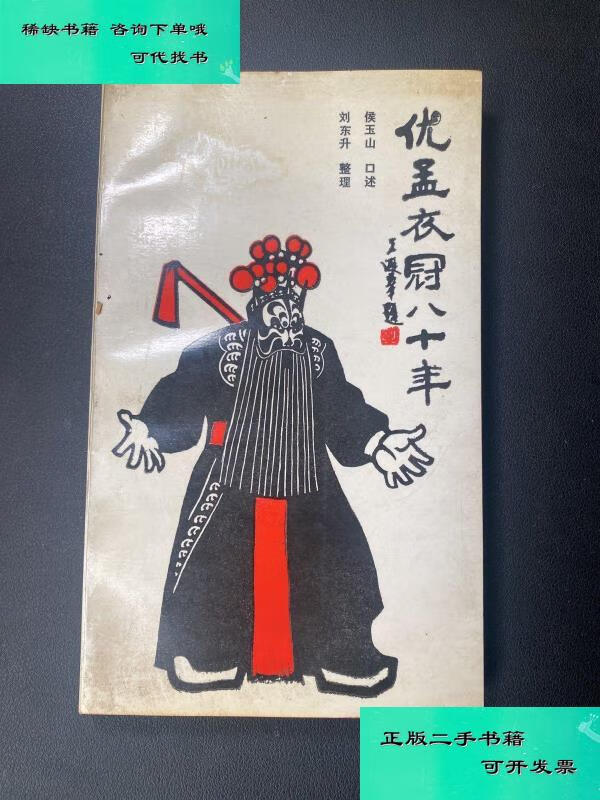 稀缺书籍 咨询下单哦
可代找书
优孟衣冠八十年
侯玉山 口述
刘东升 整理
正版二手书籍
可开发票